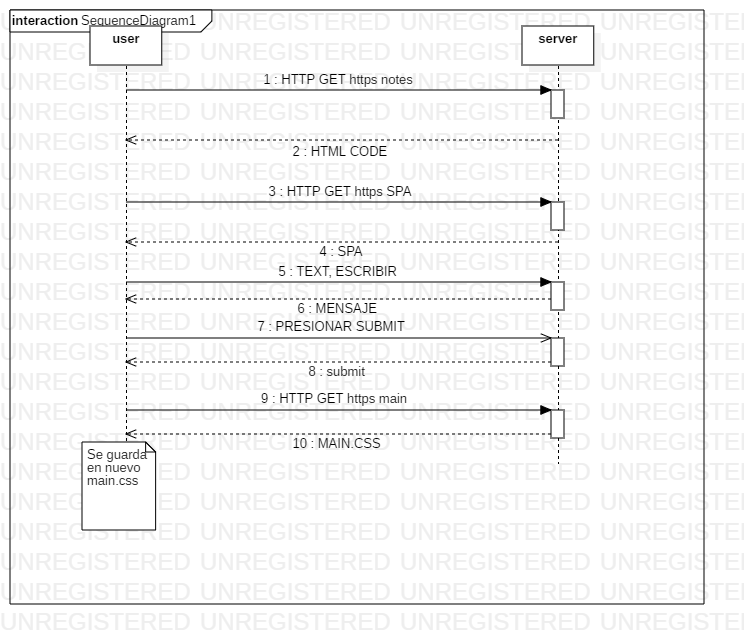 interaction SequenceDiagram1
user
server
1 : HTTP GET https notes
2 : HTML CODE
3 : HTTP GET https SPA
4 : SPA
5 : TEXT, ESCRIBIR
6 : MENSAJE
7 : PRESIONAR SUBMIT
8 : submit
9 : HTTP GET https main
10 : MAIN.CSS
Se guarda
en nuevo
main.css
UNREGISTERED UNREGISTERED UNREGISTERED UNREGISTERED